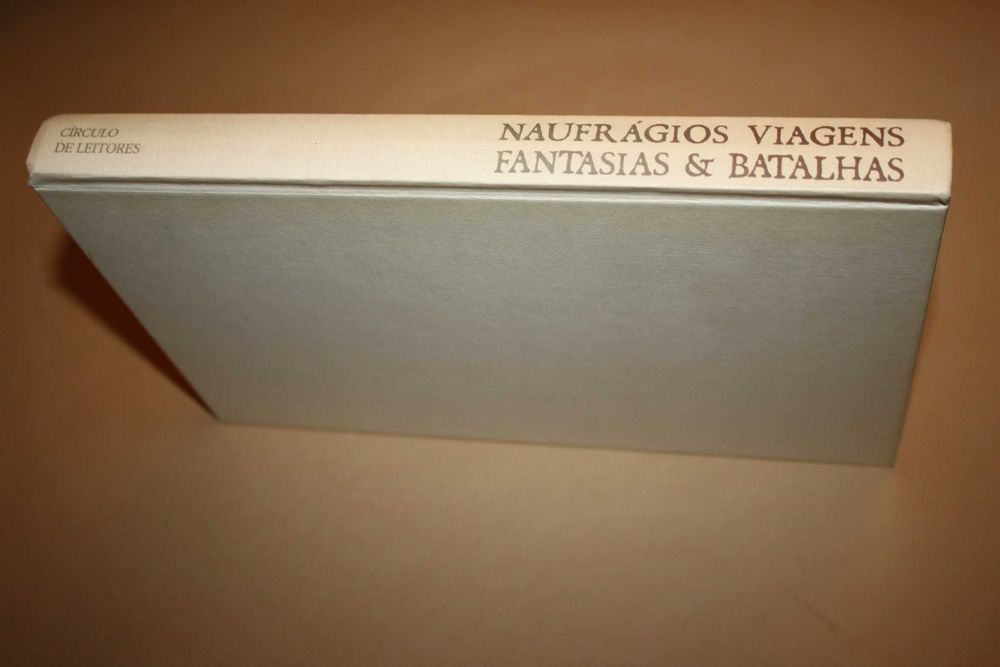 CÍRCULO
DE LEITORES
NAUFRÁGIOS VIAGENS
FANTASIAS & BATALHAS